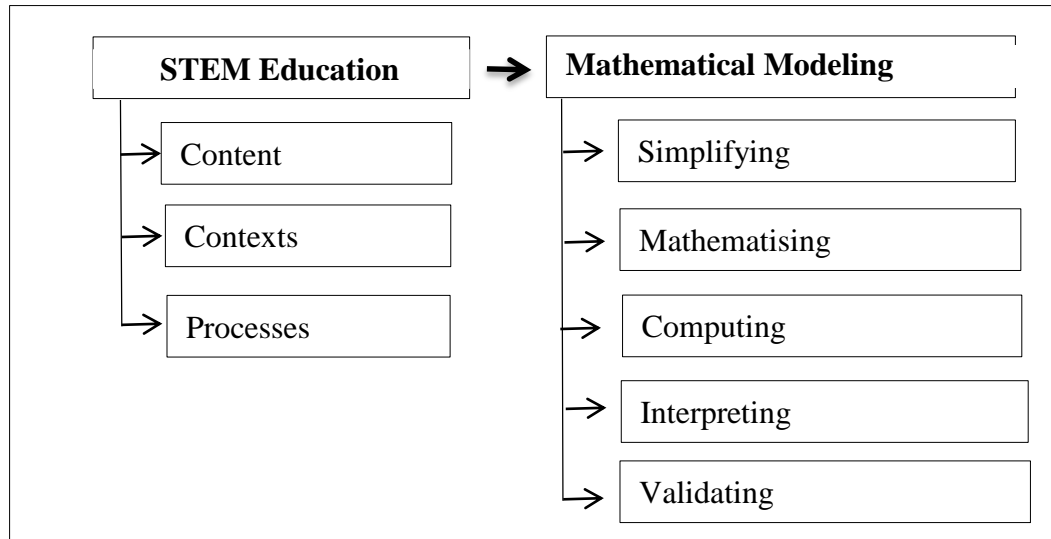 STEM Education
Content
Contexts
Processes
Mathematical Modeling
Simplifying
Mathematising
Computing
Interpreting
Validating